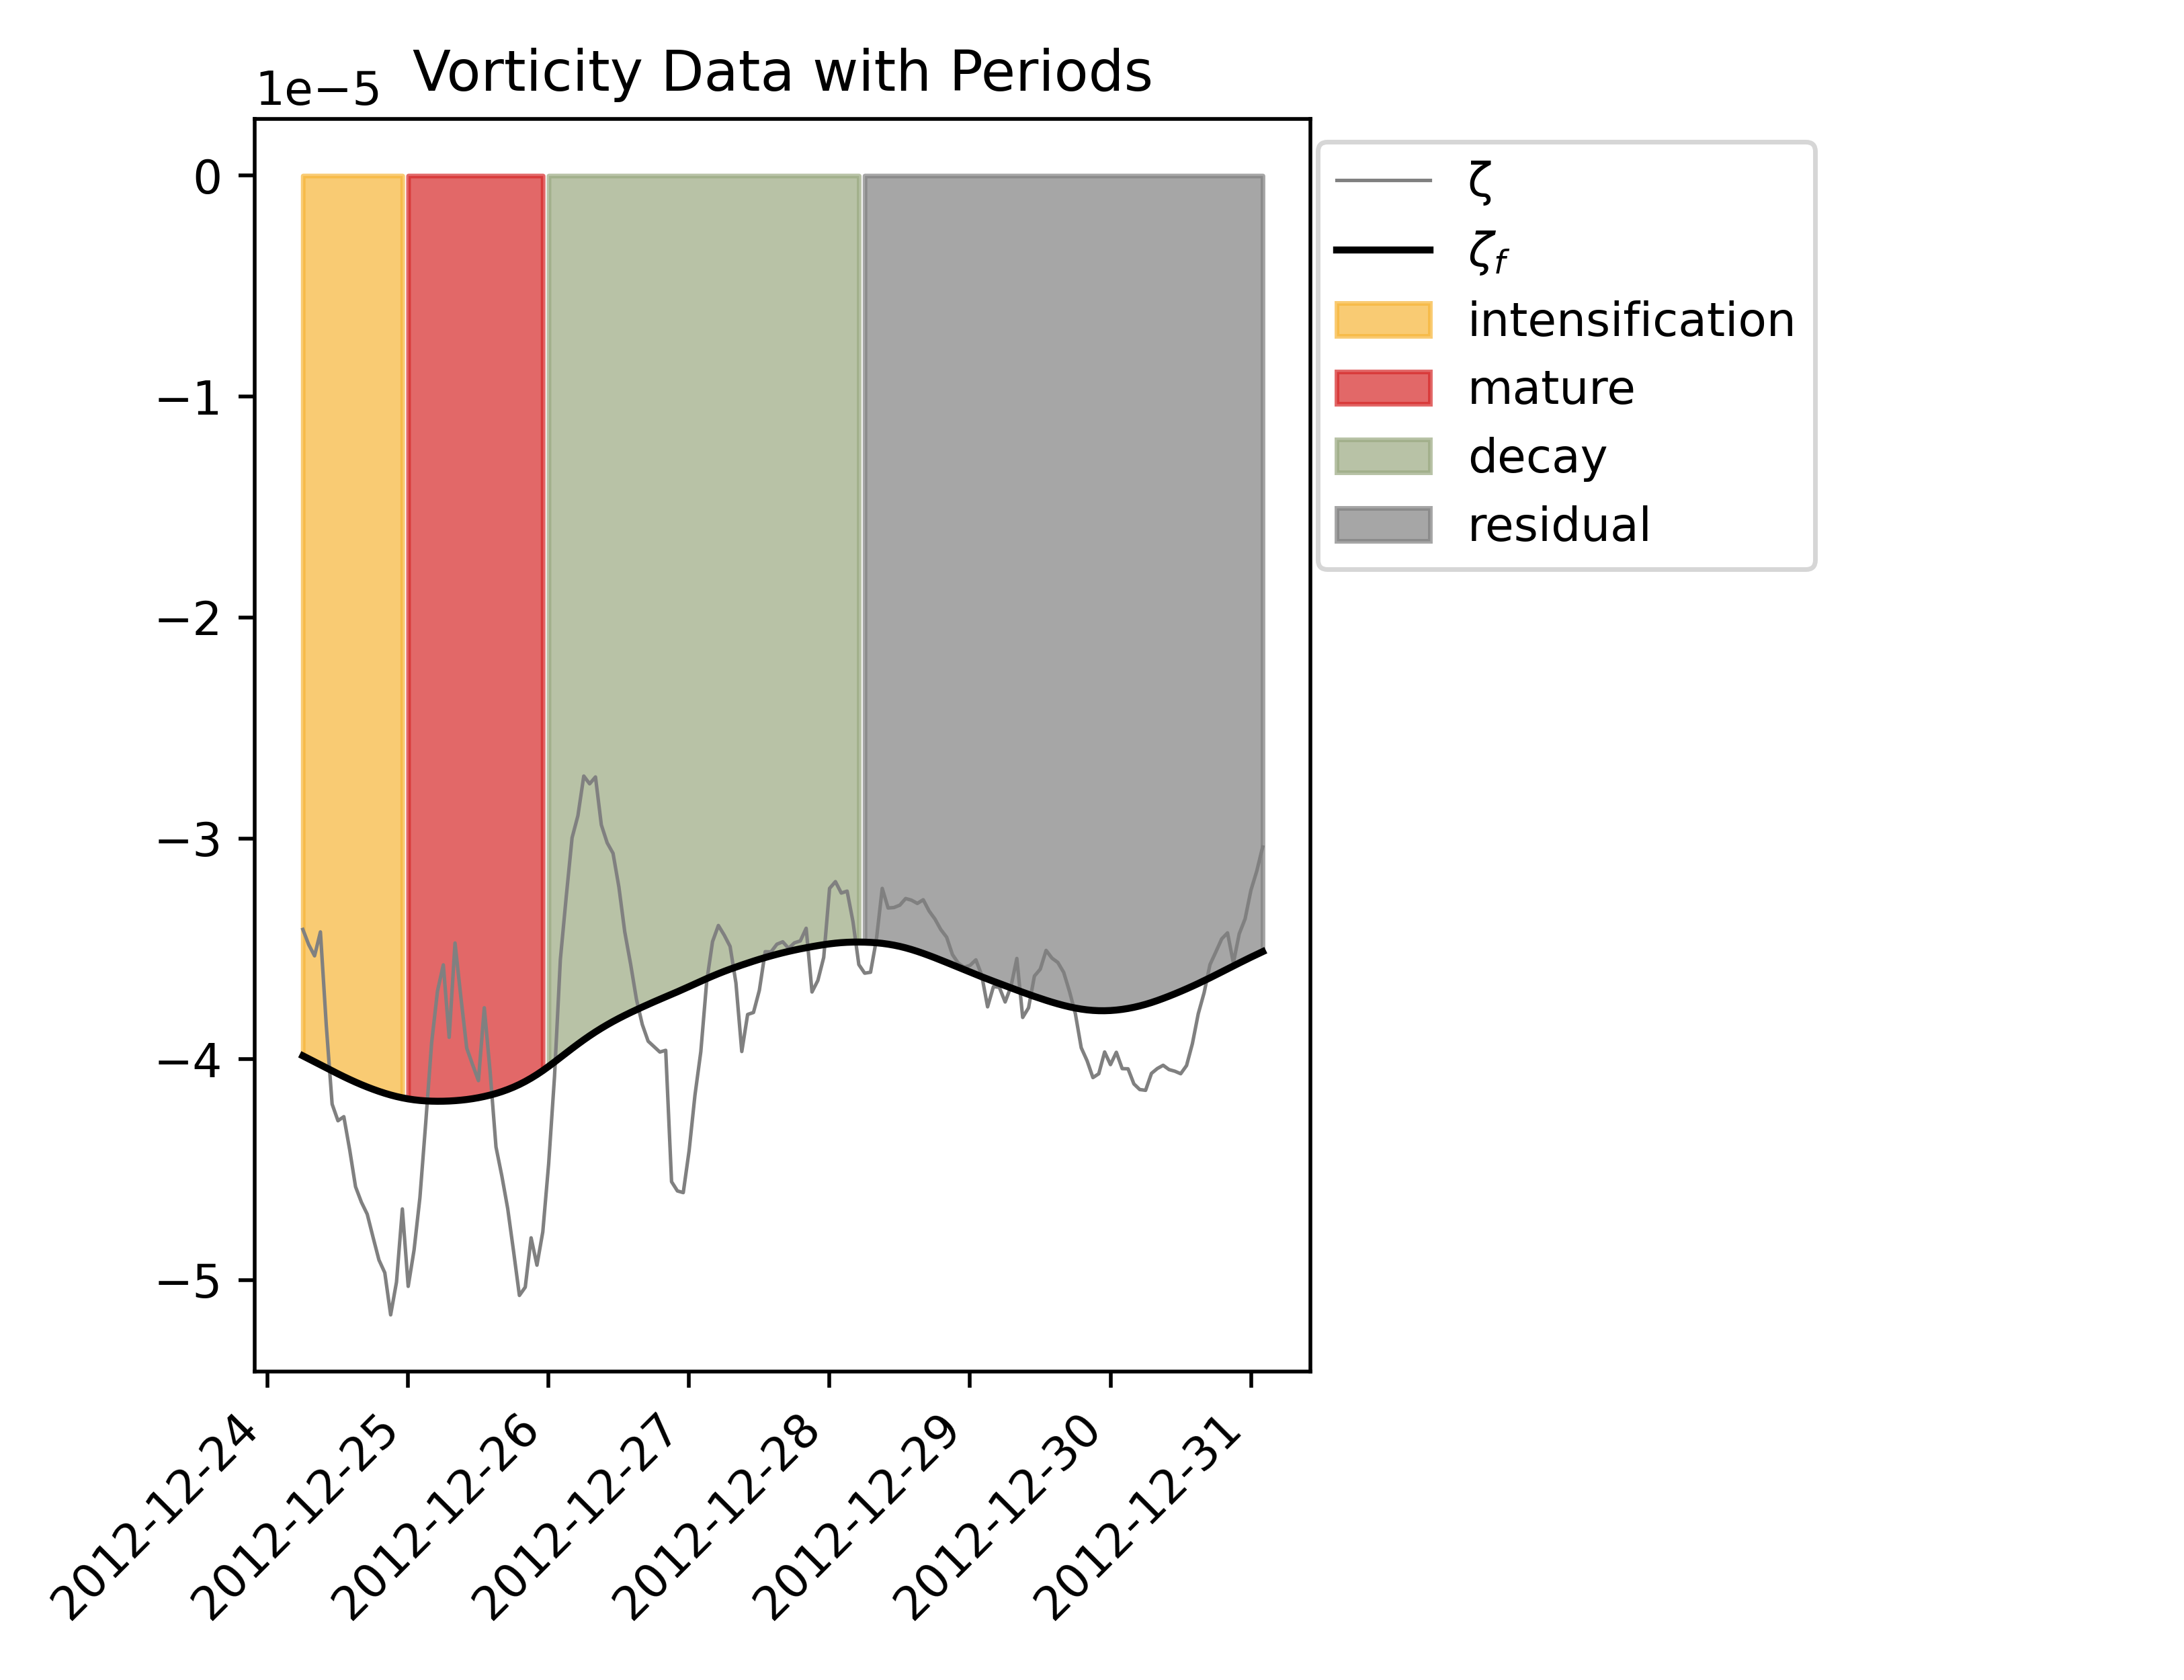 Vorticity Data with Periods
1e−5
0
−1
−2
−3
−4
−5
2012-12-24
2012-12-25
2012-12-26
2012-12-27
2012-12-28
2012-12-29
2012-12-30
2012-12-31
ζ
ζf
intensification
mature
decay
residual